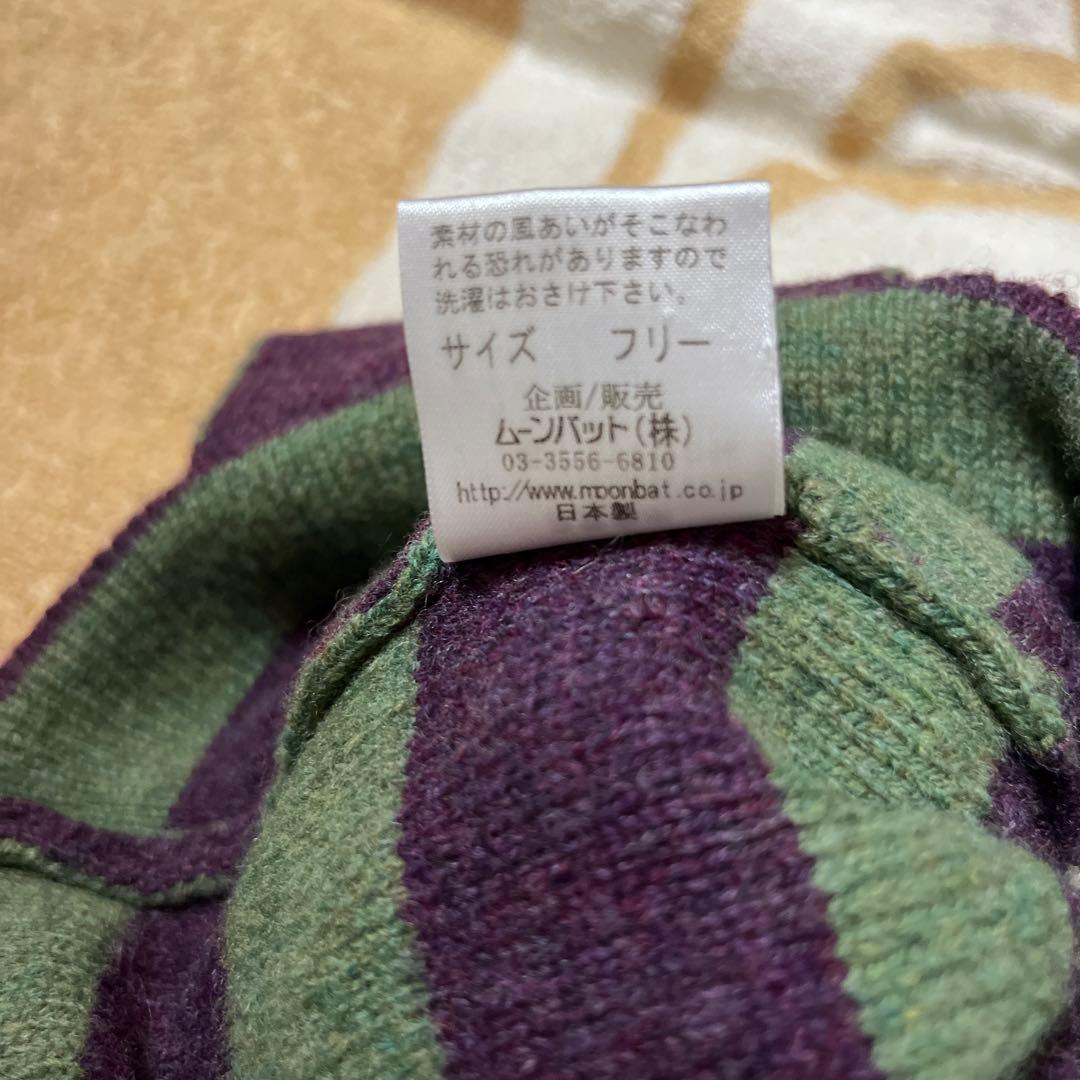 素材の風あいがそこなわ
れる恐れがありますので
洗濯はおさけ下さい。
サイズ フリー
企画/販売
ムーンバット(株)
03-3556-6810
http://www.moonbat.co.jp
日本製